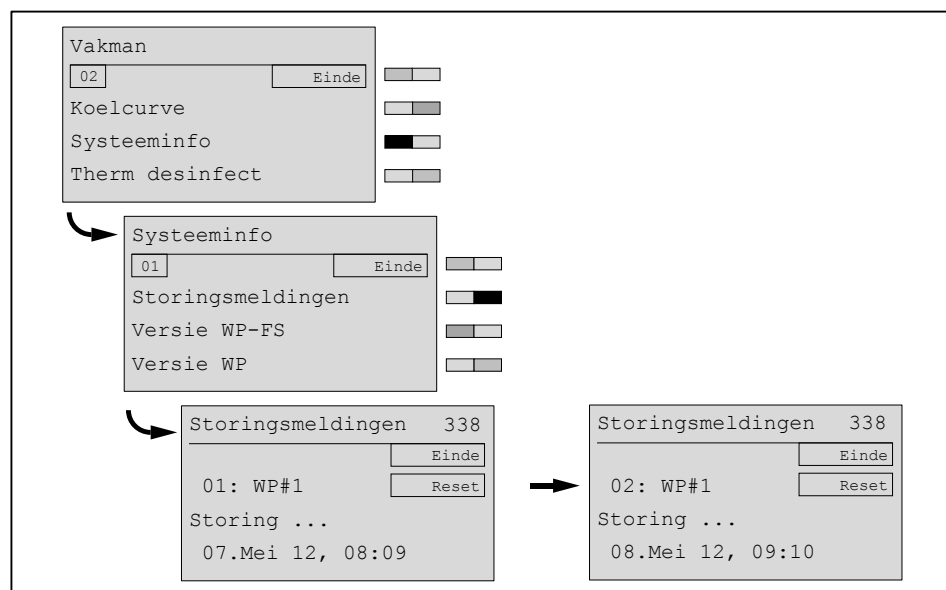 Vakman
02 Einde
Koelcurve
Systeeminfo
Therm desinfect
Systeeminfo
01 Einde
Storingsmeldingen
Versie WP-FS
Versie WP
Storingsmeldingen 338
Einde
01: WP#1 Reset
Storing ...
07.Mei 12, 08:09
Storingsmeldingen 338
Einde
02: WP#1 Reset
Storing ...
08.Mei 12, 09:10